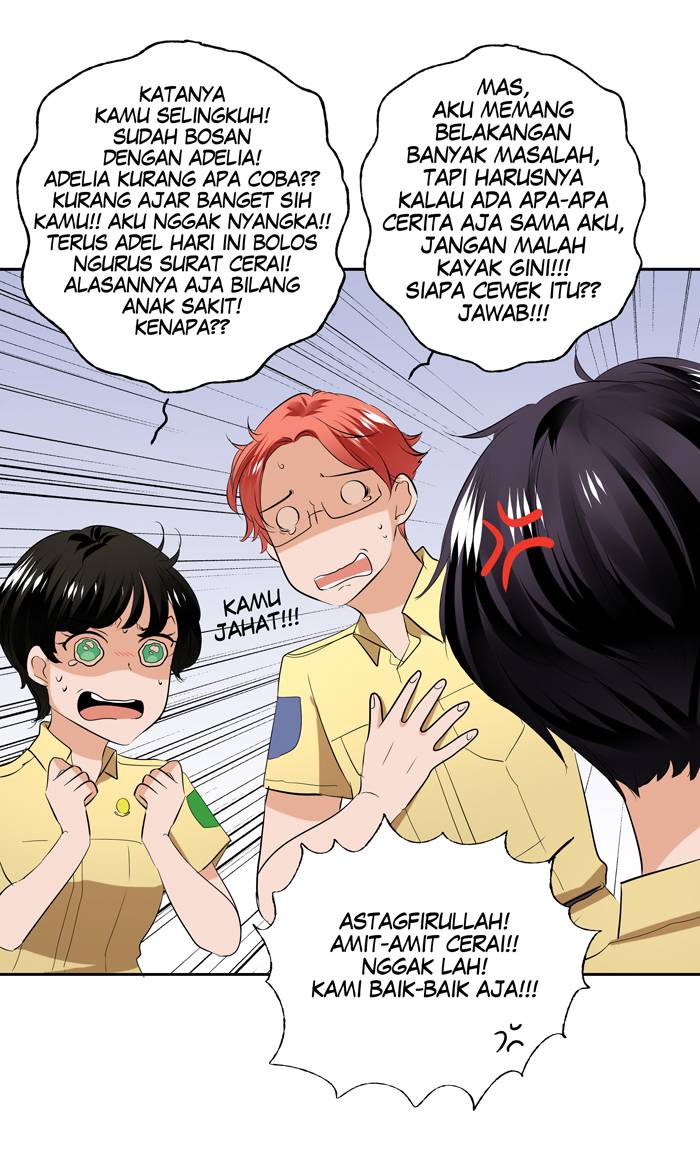 KATANYA
KAMU SELINGKUH!
SUDAH BOSAN
DENGAN ADELIA!
ADELIA KURANG APA COBA??
KURANG AJAR BANGET SIH
KAMU!! AKU NGGAK NYANGKA!!
TERUS ADEL HARI INI BOLOS
NGURUS SURAT CERAI!
ALASANNYA AJA BILANG
ANAK SAKIT!
KENAPA??
MAS,
AKU MEMANG
BELAKANGAN
BANYAK MASALAH,
TAPI HARUSNYA
KALAU ADA APA-APA
CERITA AJA SAMA AKU,
JANGAN MALAH
KAYAK GINI!!!
SIAPA CEWEK ITU??
JAWAB!!!
KAMU
JAHAT!!!
ASTAGFIRULLAH!
AMIT-AMIT CERAI!!
NGGAK LAH!
KAMI BAIK-BAIK AJA!!!